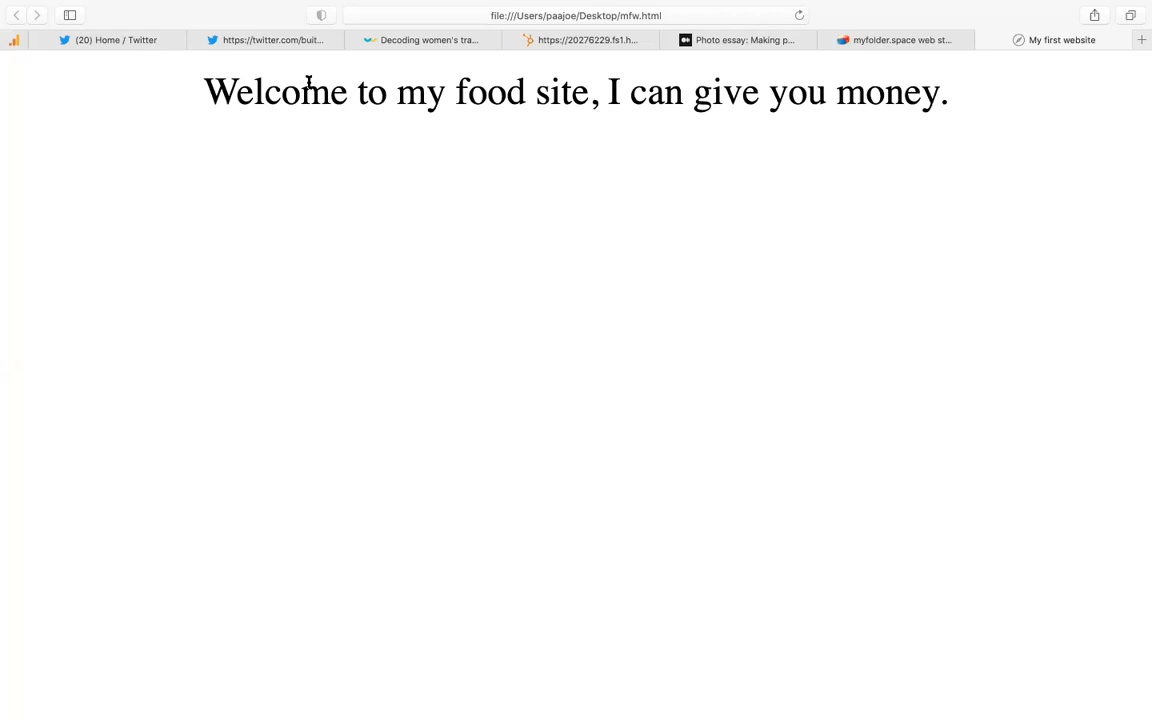 file:///Users/paajoe/Desktop/mfw.html
(20) Home / Twitter
https://twitter.com/buit...
Decoding women's tra...
https://20276229.fs1.h...
Photo essay: Making p...
myfolder.space web st...
My first website
Welcome to my food site, I can give you money.